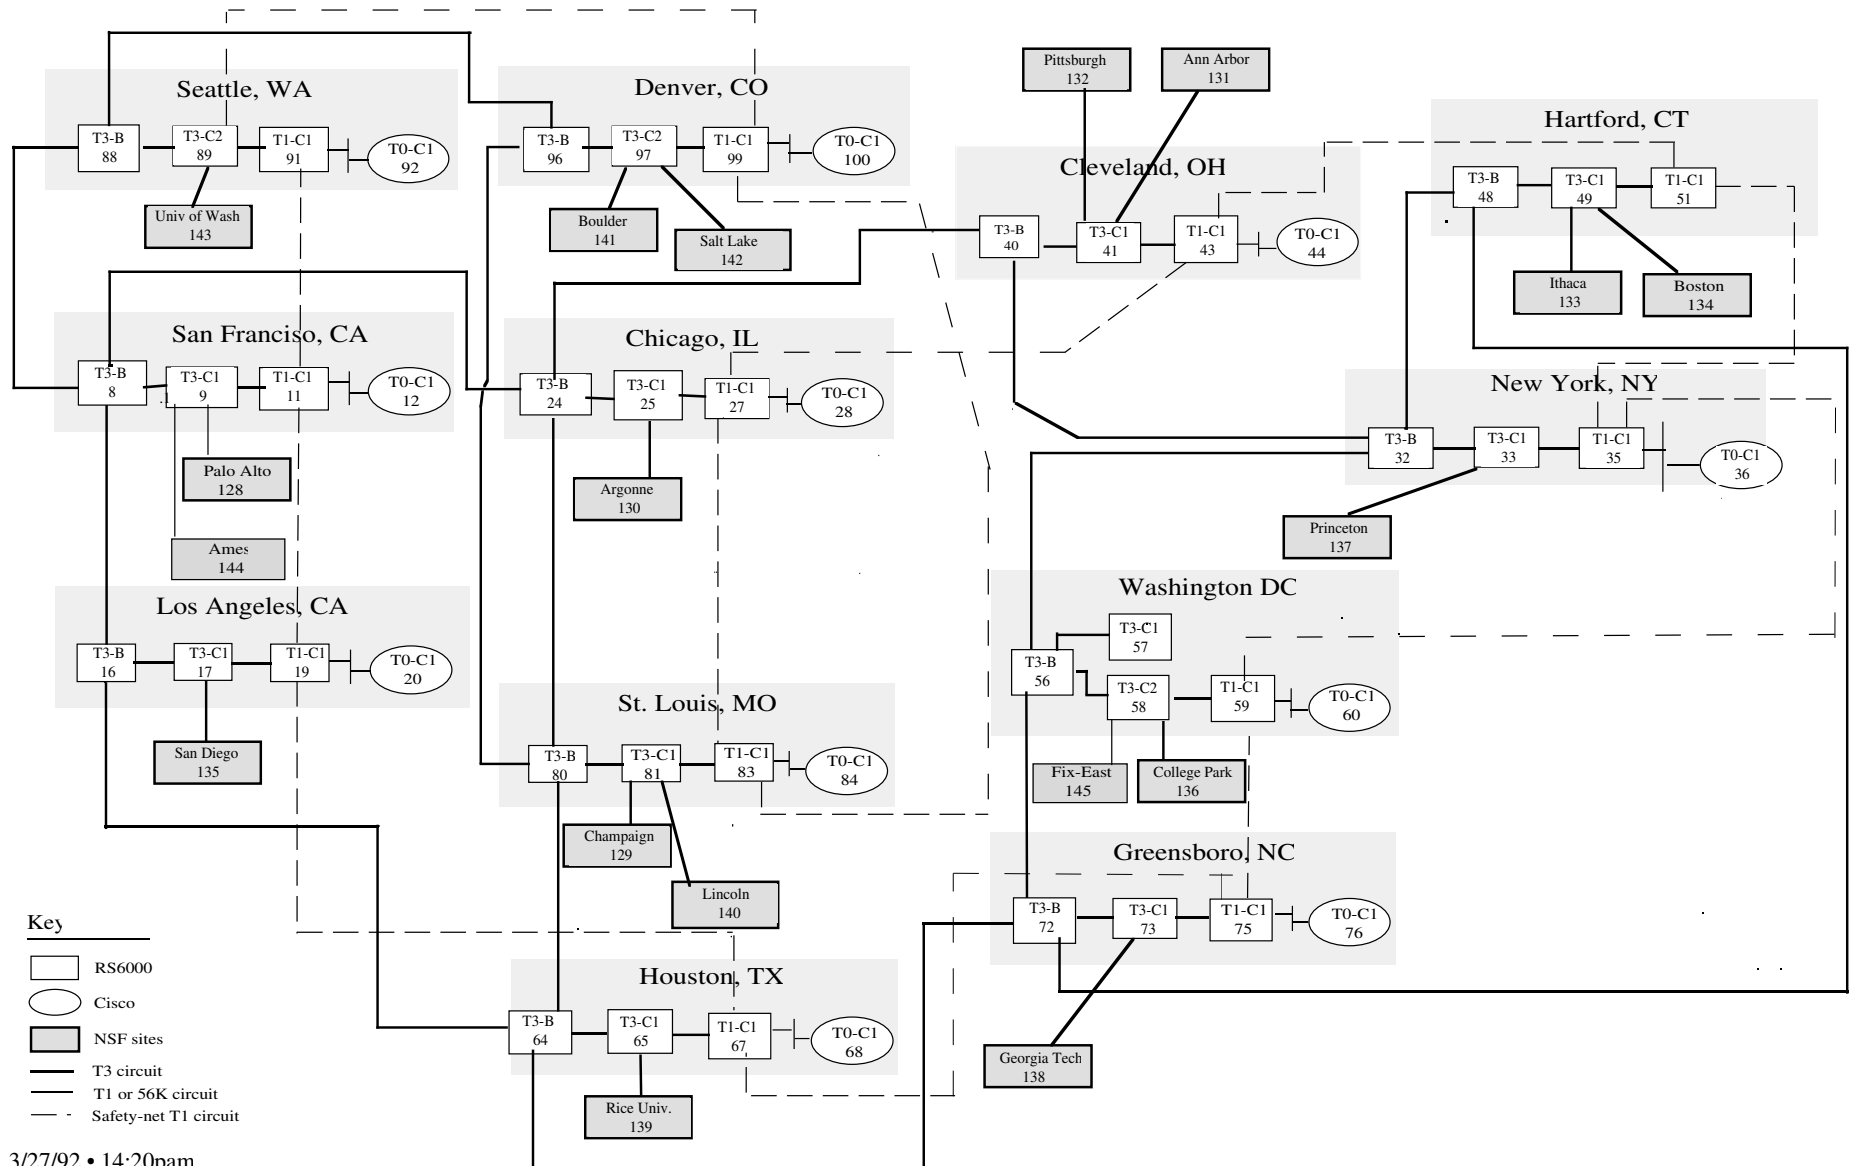 Seattle, WA
T3-B
88
T3-C2
89
T1-C1
91
T0-C1
92
Univ of Wash
143
Denver, CO
T3-B
96
T3-C2
97
T1-C1
99
T0-C1
100
Boulder
141
Salt Lake
142
Pittsburgh
132
Ann Arbor
131
Cleveland, OH
T3-B
40
T3-C1
41
T1-C1
43
T0-C1
44
Hartford, CT
T3-B
48
T3-C1
49
T1-C1
51
Ithaca
133
Boston
134
San Franciso, CA
T3-B
8
T3-C1
9
T1-C1
11
T0-C1
12
.1
Palo Alto
128
Ames
144
Chicago, IL
T3-B
24
T3-C1
25
T1-C1
27
T0-C1
28
Argonne
130
New York, NY
T3-B
32
T3-C1
33
T1-C1
35
T0-C1
36
Princeton
137
Los Angeles, CA
T3-B
16
T3-C1
17
T1-C1
19
T0-C1
20
San Diego
135
St. Louis, MO
T3-B
80
T3-C1
81
T1-C1
83
T0-C1
84
Champaign
129
Lincoln
140
Washington DC
T3-C1
57
T3-B
56
T3-C2
58
T1-C1
59
T0-C1
60
Fix-East
145
College Park
136
Greensboro, NC
T3-B
72
T3-C1
73
T1-C1
75
T0-C1
76
Georgia Tech
138
Houston, TX
T3-B
64
T3-C1
65
T1-C1
67
T0-C1
68
Rice Univ.
139
Key
RS6000
Cisco
NSF sites
T3 circuit
T1 or 56K circuit
Safety-net T1 circuit
3/27/92 • 14:20pam